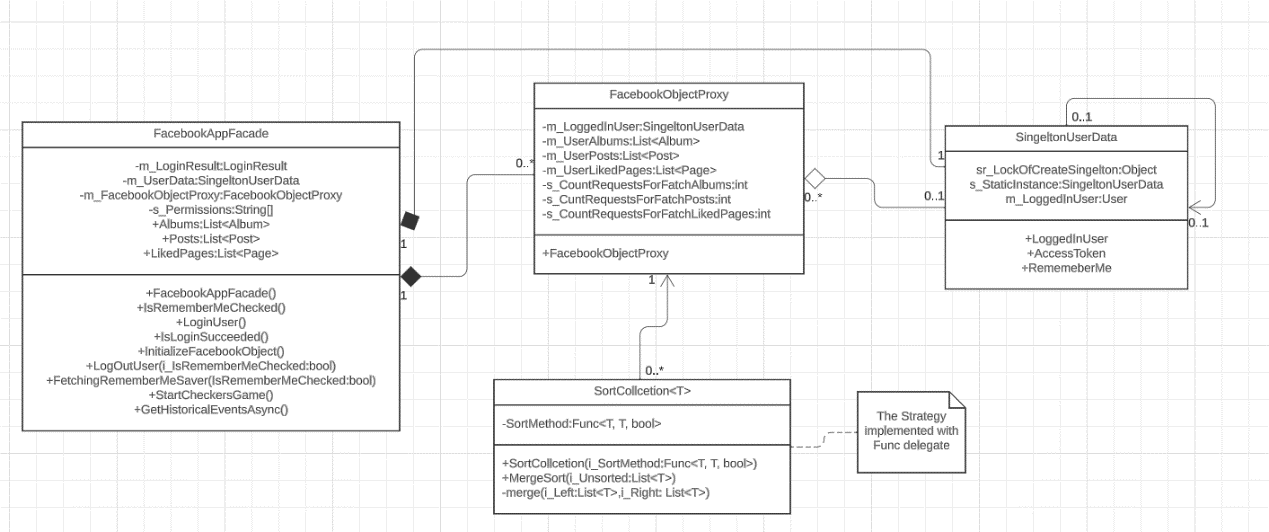 FacebookAppFacade
-m_LoginResult:LoginResult
-m_UserData:SingeltonUserData
-m_FacebookObjectProxy:FacebookObjectProxy
-s_Permissions:String[]
+Albums:List<Album>
+Posts:List<Post>
+LikedPages:List<Page>
+FacebookAppFacade()
+IsRememberMeChecked()
+LoginUser()
+IsLoginSucceeded()
+InitializeFacebookObject()
+LogOutUser(i_IsRememberMeChecked:bool)
+FetchingRememberMeSaver(IsRememberMeChecked:bool)
+StartCheckersGame()
+GetHistoricalEventsAsync()
1
1
0..*
FacebookObjectProxy
-m_LoggedInUser:SingeltonUserData
-m_UserAlbums:List<Album>
-m_UserPosts:List<Post>
-m_UserLikedPages:List<Page>
-s_CountRequestsForFatchAlbums:int
-s_CuntRequestsForFatchPosts:int
-s_CountRequestsForFatchLikedPages:int
+FacebookObjectProxy
0..*
0..1
1
0..1
SingeltonUserData
sr_LockOfCreateSingelton:Object
s_StaticInstance:SingeltonUserData
m_LoggedInUser:User
+LoggedInUser
+AccessToken
+RememeberMe
0..1
1
0..*
SortCollcetion<T>
-SortMethod:Func<T, T, bool>
+SortCollcetion(i_SortMethod:Func<T, T, bool>)
+MergeSort(i_Unsorted:List<T>)
-merge(i_Left:List<T>,i_Right: List<T>)
The Strategy
implemented with
Func delegate